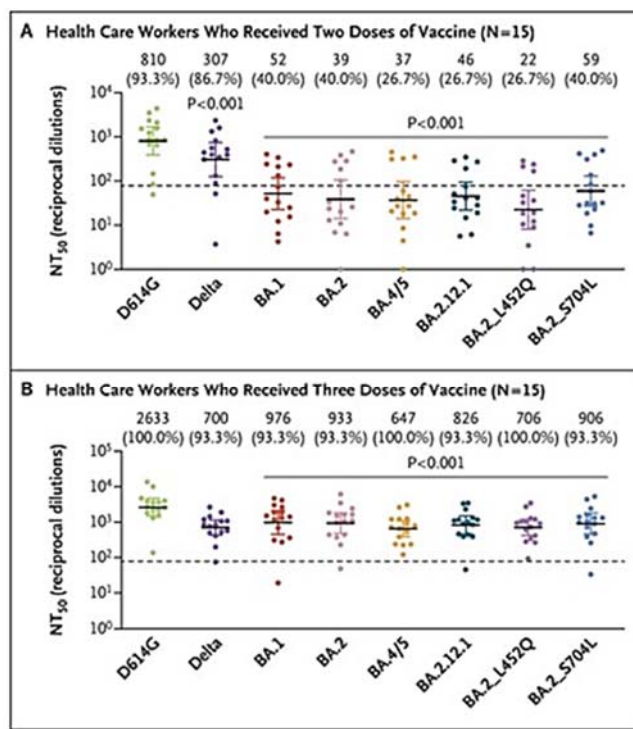 A Health Care Workers Who Received Two Doses of Vaccine (N=15)
810 307 52 39 37 46 22 59
(93.3%) (86.7%) (40.0%) (40.0%) (26.7%) (26.7%) (26.7%) (40.0%)
P<0.001
P<0.001
NT50 (reciprocal dilutions)
10⁴
10³
10²
10¹
10⁰
D614G Delta BA.1 BA.2 BA.4/5 BA.2.12.1 BA.2_L452Q BA.2_S704L
B Health Care Workers Who Received Three Doses of Vaccine (N=15)
2633 700 976 933 647 826 706 906
(100.0%) (93.3%) (93.3%) (93.3%) (100.0%) (93.3%) (100.0%) (93.3%)
P<0.001
NT50 (reciprocal dilutions)
10⁵
10⁴
10³
10²
10¹
10⁰
D614G Delta BA.1 BA.2 BA.4/5 BA.2.12.1 BA.2_L452Q BA.2_S704L